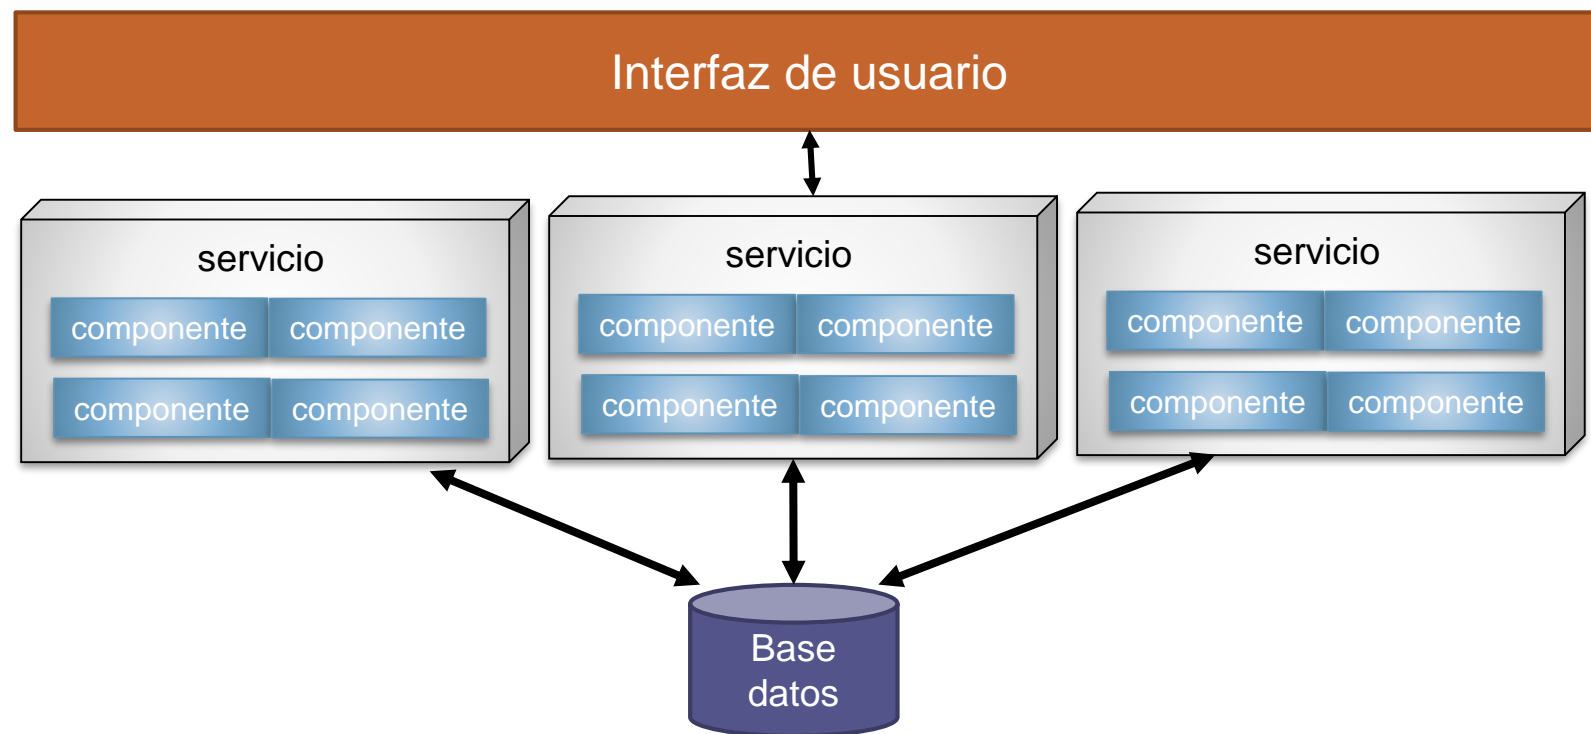 Interfaz de usuario
servicio
componente componente
componente componente
servicio
componente componente
componente componente
servicio
componente componente
componente componente
Base
datos